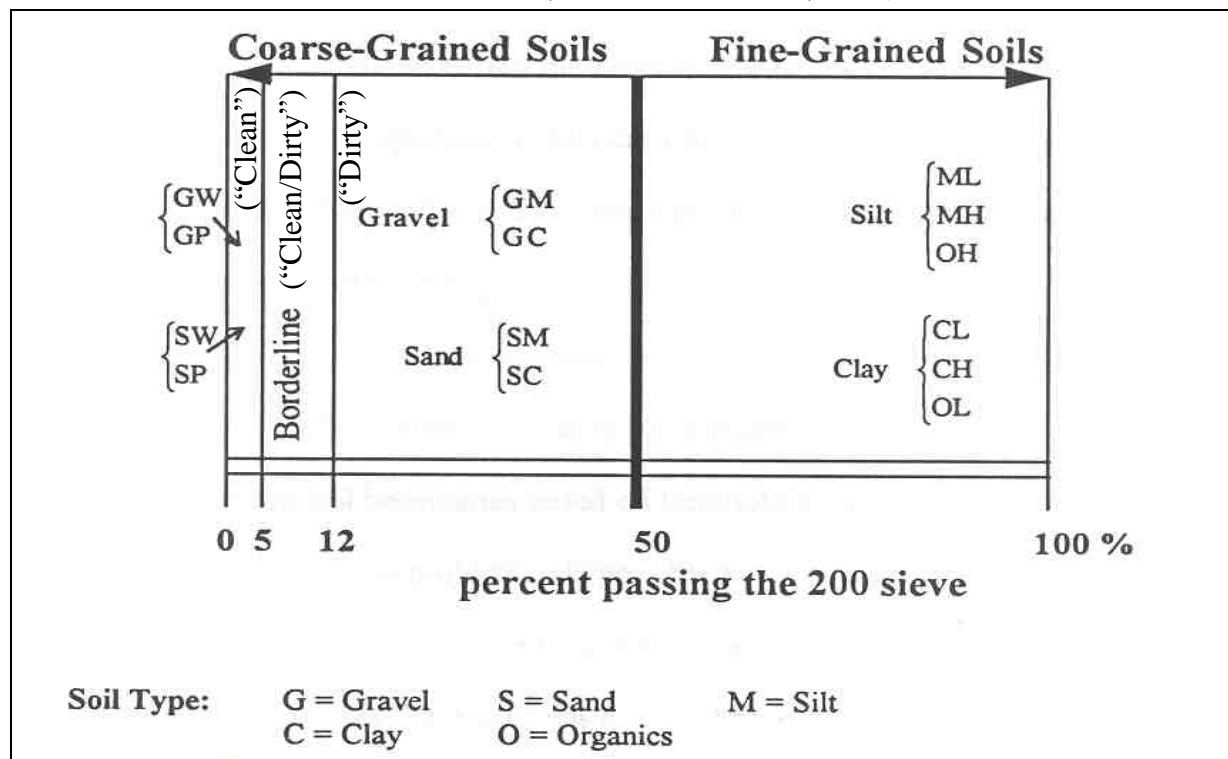 Coarse-Grained Soils Fine-Grained Soils
(“Clean”)
Borderline (“Clean/Dirty”)
(“Dirty”)
GW
GP
SW
SP
Gravel GM
GC
Sand SM
SC
Silt ML
MH
OH
Clay CL
CH
OL
0 5 12 50 100 %
percent passing the 200 sieve
Soil Type: G = Gravel S = Sand M = Silt
C = Clay O = Organics